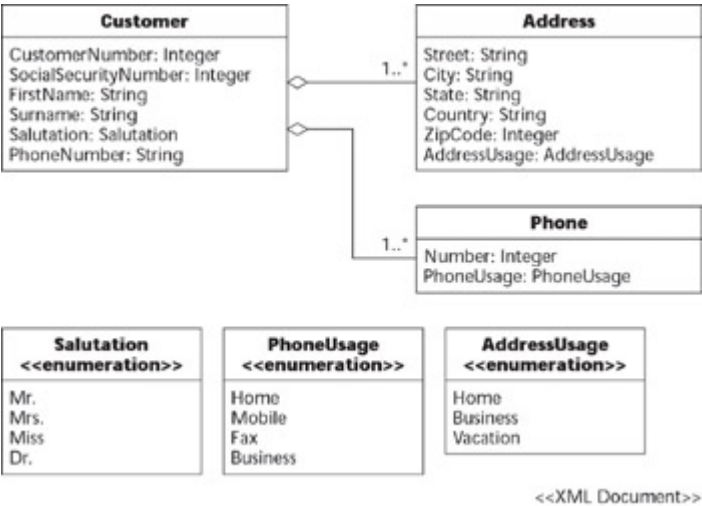 Customer
CustomerNumber: Integer
SocialSecurityNumber: Integer
FirstName: String
Surname: String
Salutation: Salutation
PhoneNumber: String
1..*
Address
Street: String
City: String
State: String
Country: String
ZipCode: Integer
AddressUsage: AddressUsage
1..*
Phone
Number: Integer
PhoneUsage: PhoneUsage
Salutation
<<enumeration>>
Mr.
Mrs.
Miss
Dr.
PhoneUsage
<<enumeration>>
Home
Mobile
Fax
Business
AddressUsage
<<enumeration>>
Home
Business
Vacation
<<XML Document>>